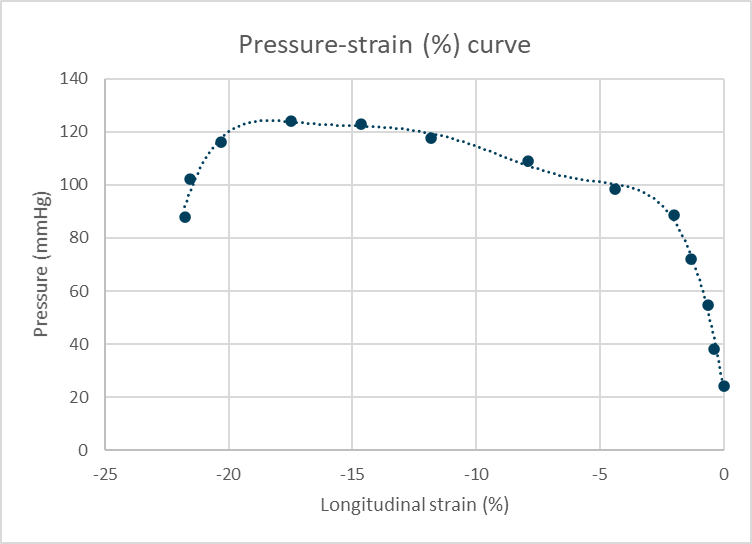 Pressure-strain (%) curve
140
120
100
80
60
40
20
0
Pressure (mmHg)
-25 -20 -15 -10 -5 0
Longitudinal strain (%)